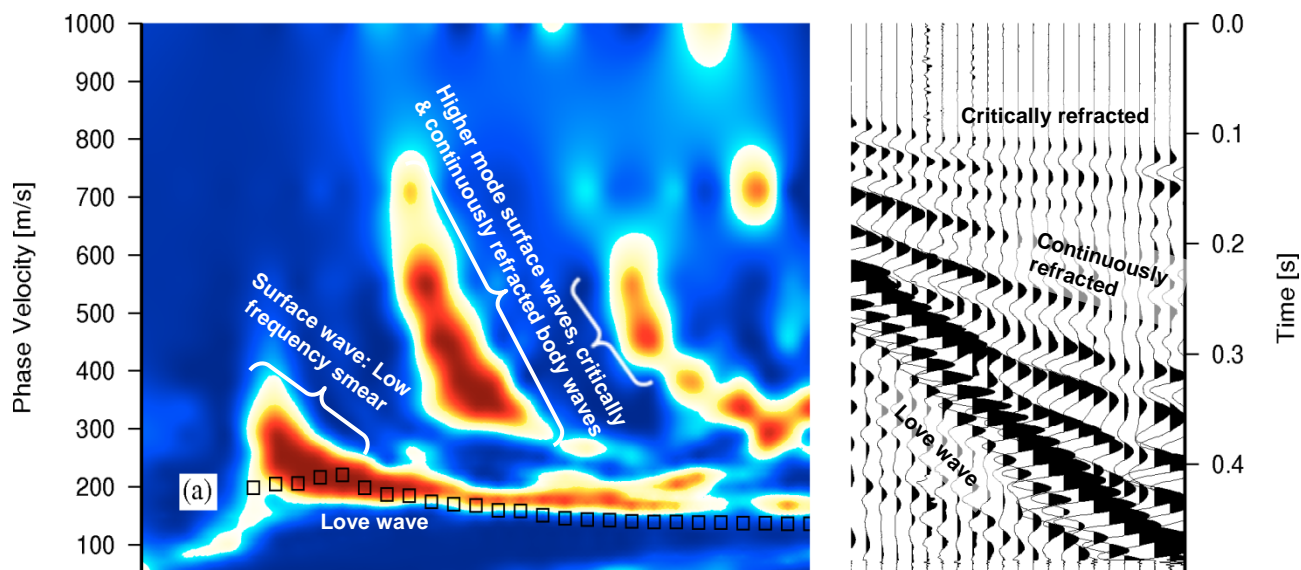 1000
900
800
700
600
500
400
300
200
100
Phase Velocity [m/s]
(a)
Surface wave: Low
frequency smear
Higher mode surface waves, critically
& continuously refracted body waves
Love wave
Critically refracted
Continuously
refracted
Love wave
0.0
0.1
0.2
0.3
0.4
Time [s]